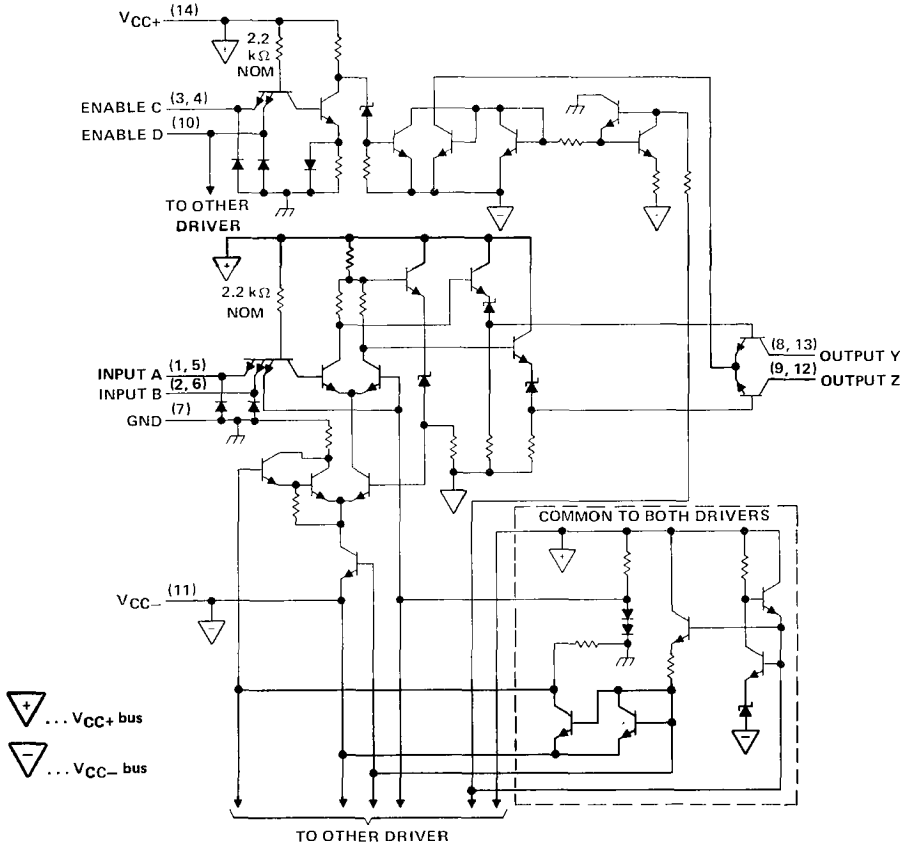 VCC+ (14)
2,2
kΩ
NOM
ENABLE C (3, 4)
ENABLE D (10)
TO OTHER
DRIVER
2.2 kΩ
NOM
INPUT A (1, 5)
INPUT B (2, 6)
GND (7)
(8, 13) OUTPUT Y
(9, 12) OUTPUT Z
COMMON TO BOTH DRIVERS
VCC− (11)
+ ... VCC+ bus
− ... VCC− bus
TO OTHER DRIVER